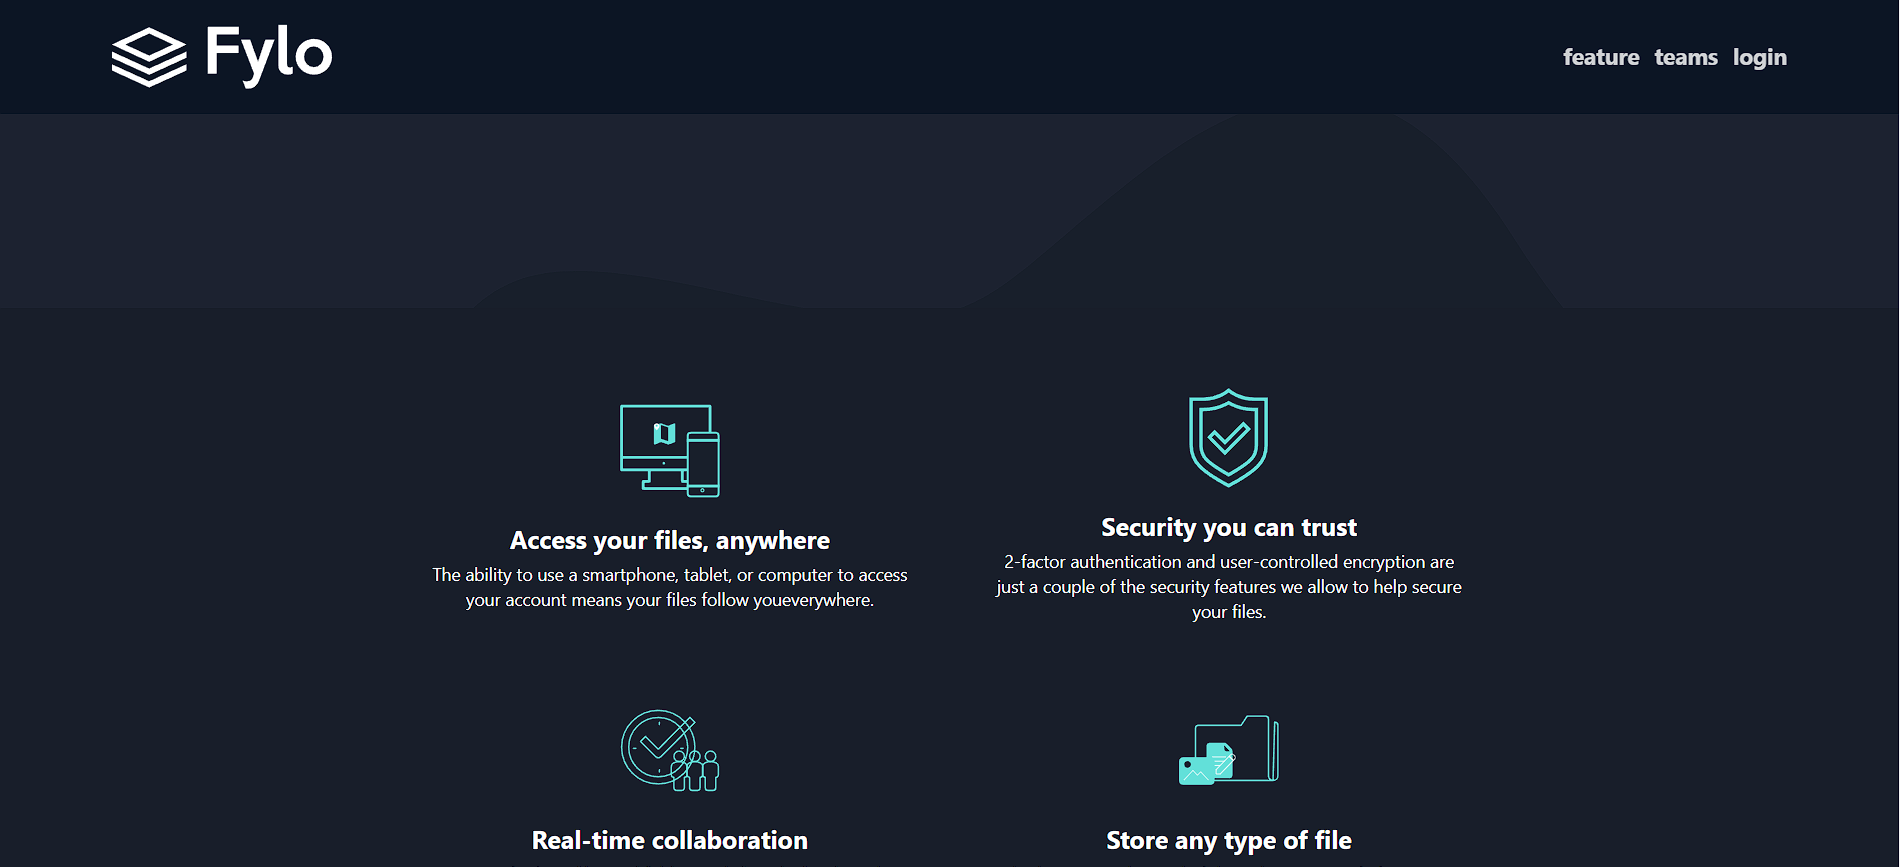 Fylo
feature teams login
Access your files, anywhere
The ability to use a smartphone, tablet, or computer to access
your account means your files follow youeverywhere.
Security you can trust
2-factor authentication and user-controlled encryption are
just a couple of the security features we allow to help secure
your files.
Real-time collaboration
Store any type of file